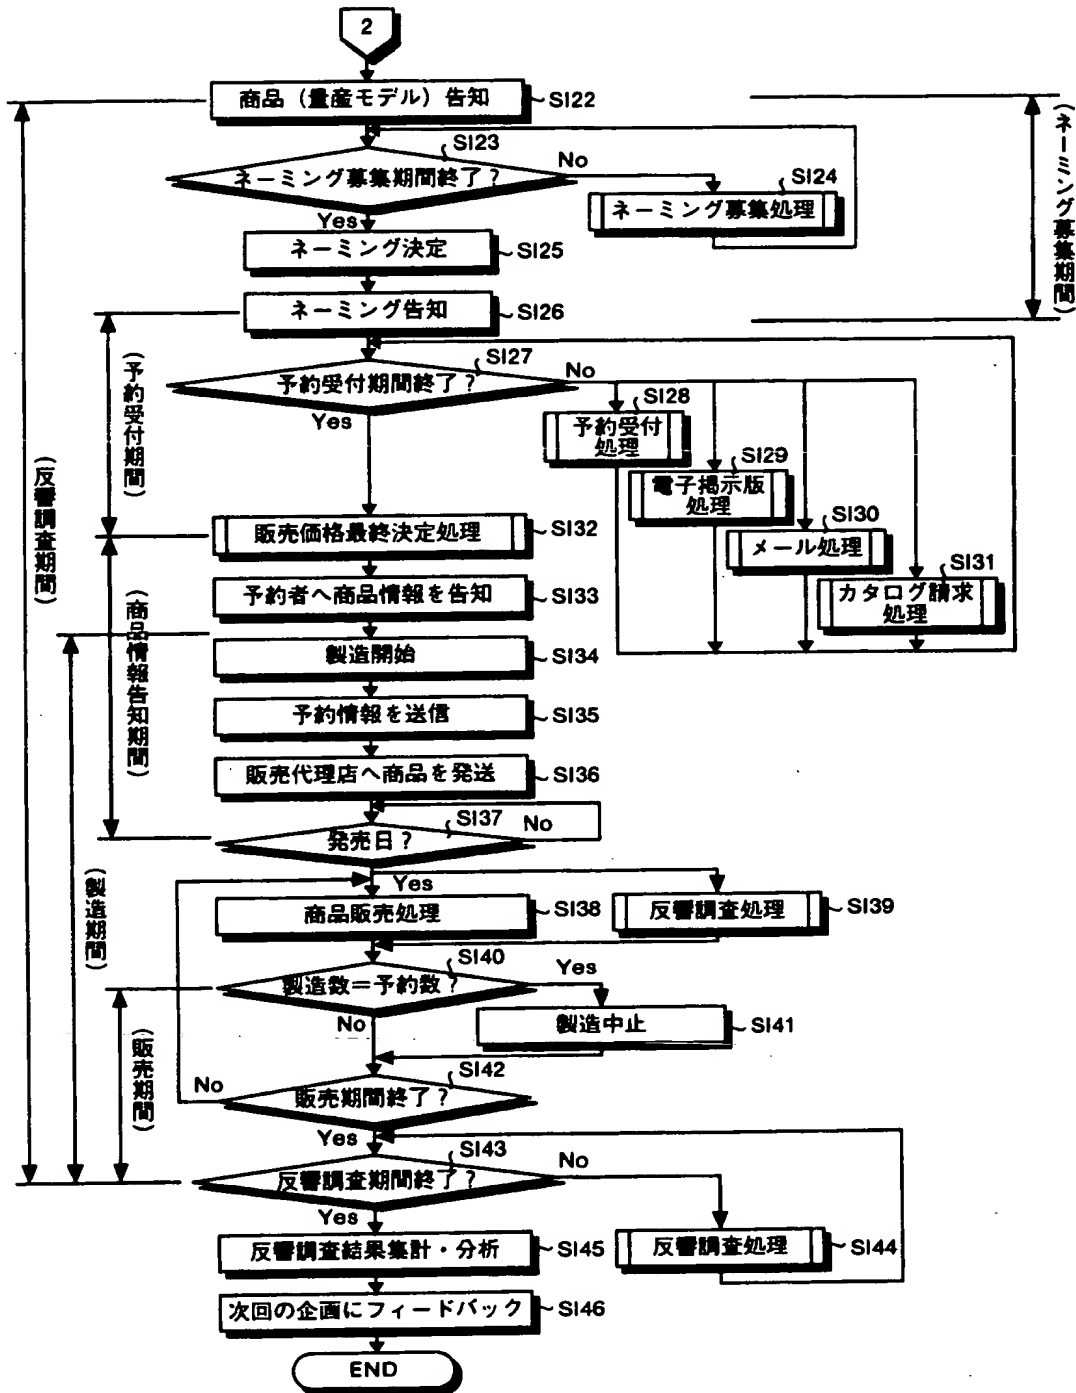 2
商品（量産モデル）告知
S122
S123
ネーミング募集期間終了？
No
Yes
S124
ネーミング募集処理
（ネーミング募集期間）
ネーミング決定
S125
ネーミング告知
S126
S127
予約受付期間終了？
No
Yes
（予約受付期間）
S128
予約受付
処理
S129
電子掲示版
処理
S130
メール処理
S131
カタログ請求
処理
（反響調査期間）
販売価格最終決定処理
S132
予約者へ商品情報を告知
S133
（商品情報告知期間）
製造開始
S134
予約情報を送信
S135
販売代理店へ商品を発送
S136
S137
発売日？
No
Yes
（製造期間）
商品販売処理
S138
反響調査処理
S139
S140
製造数＝予約数？
Yes
No
製造中止
S141
（販売期間）
S142
販売期間終了？
No
Yes
S143
反響調査期間終了？
No
Yes
反響調査処理
S144
反響調査結果集計・分析
S145
次回の企画にフィードバック
S146
END